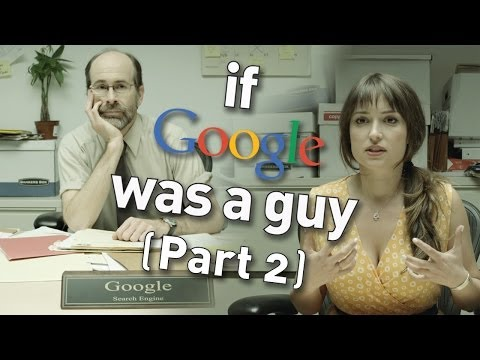 if
Google
was a guy
(Part 2)
Google
Search Engine